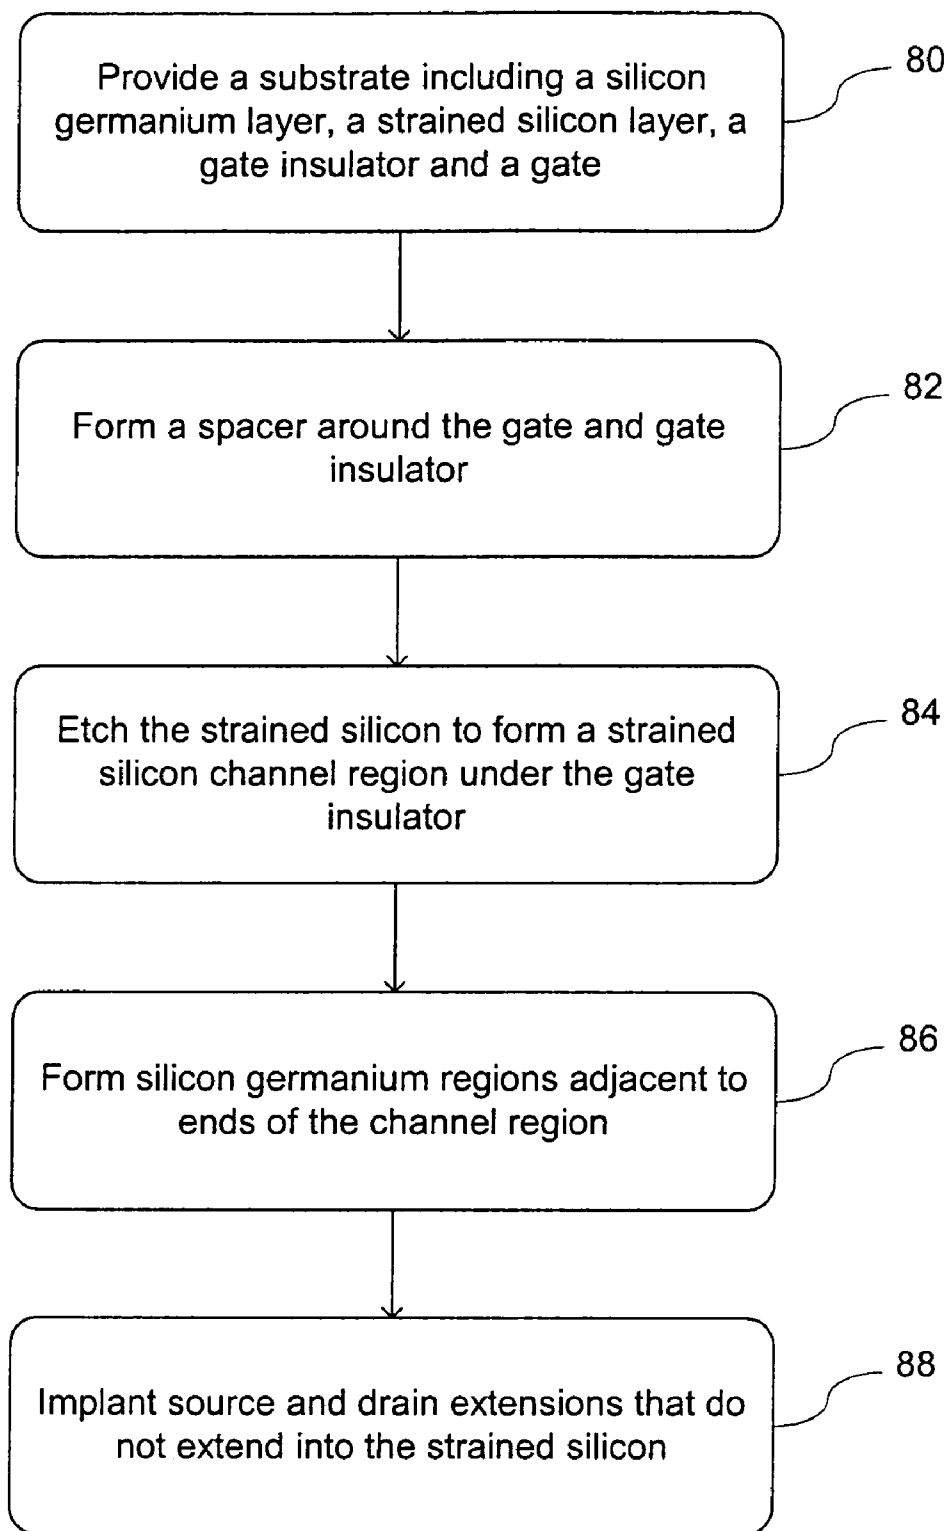 Provide a substrate including a silicon
germanium layer, a strained silicon layer, a
gate insulator and a gate
80
Form a spacer around the gate and gate
insulator
82
Etch the strained silicon to form a strained
silicon channel region under the gate
insulator
84
Form silicon germanium regions adjacent to
ends of the channel region
86
Implant source and drain extensions that do
not extend into the strained silicon
88